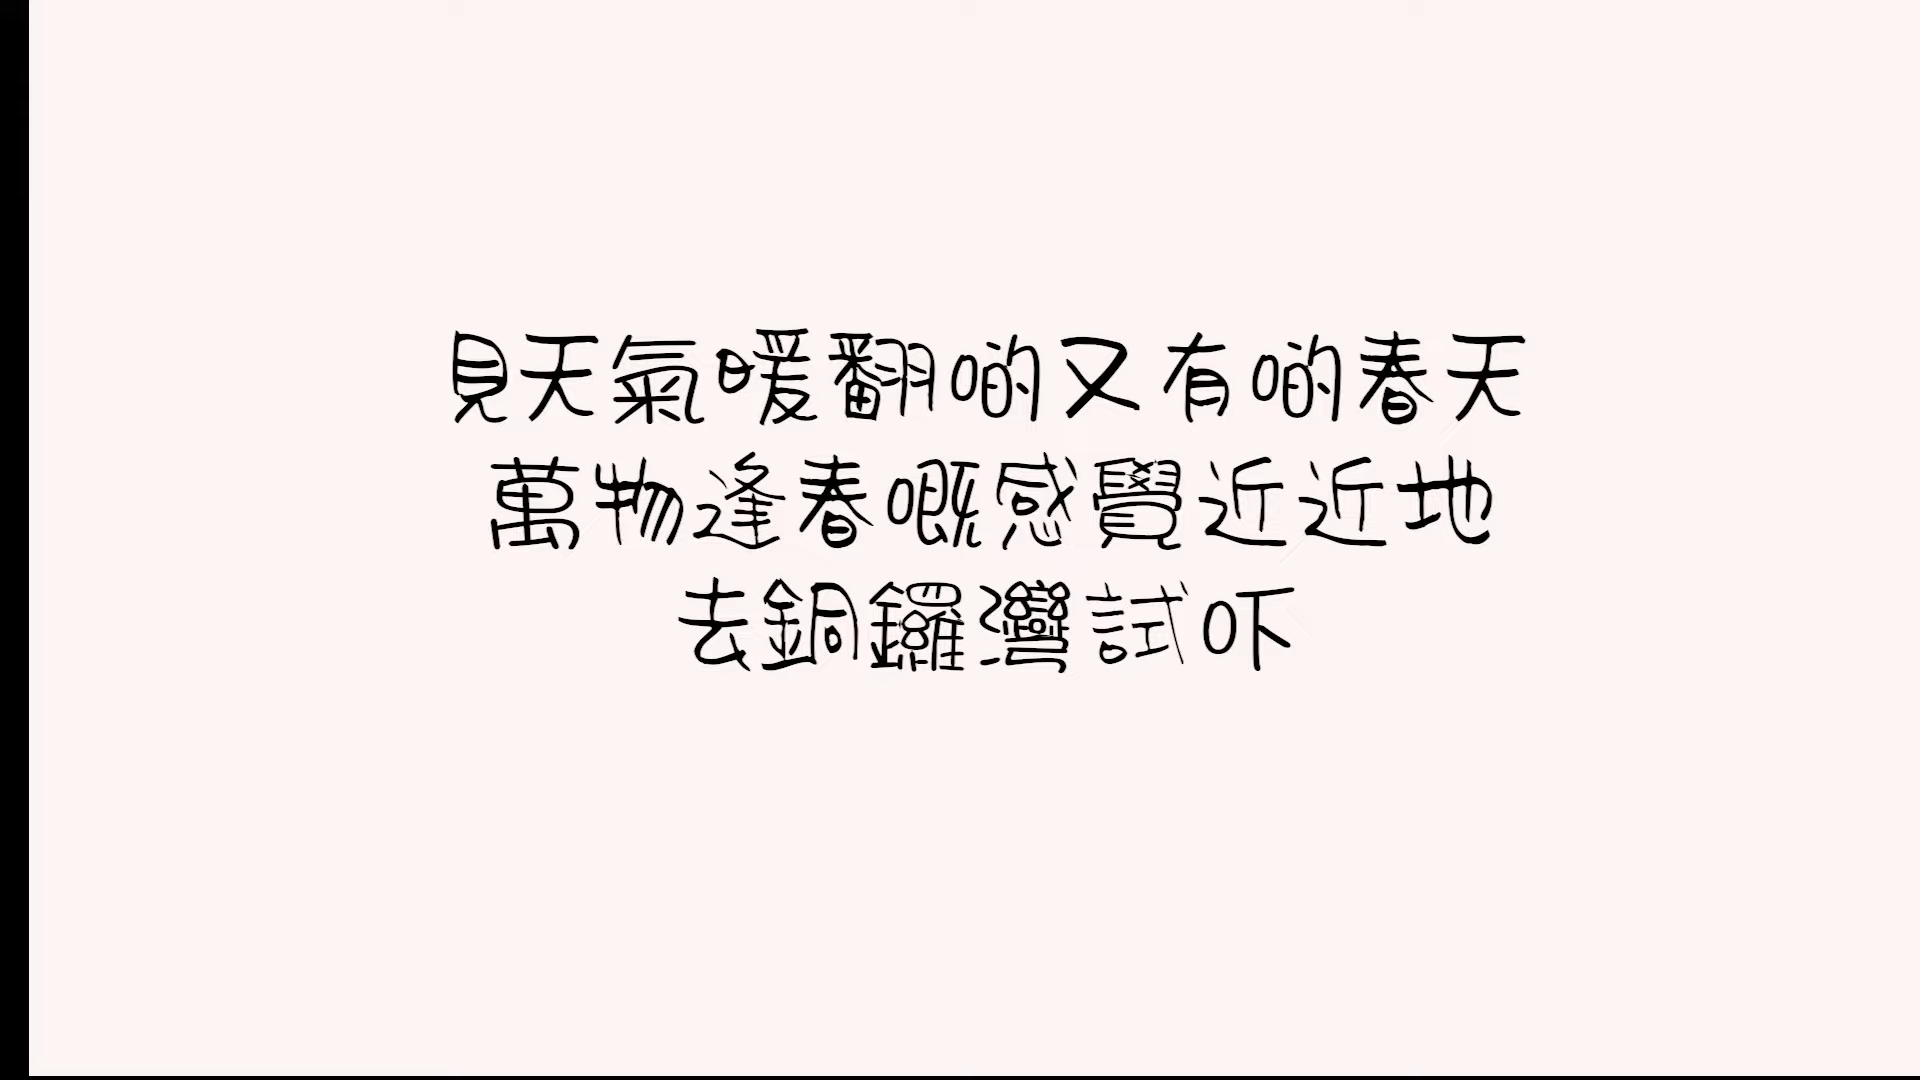 見天氣暖翻啲又有啲春天
萬物逢春嘅感覺近近地
去銅鑼灣試吓